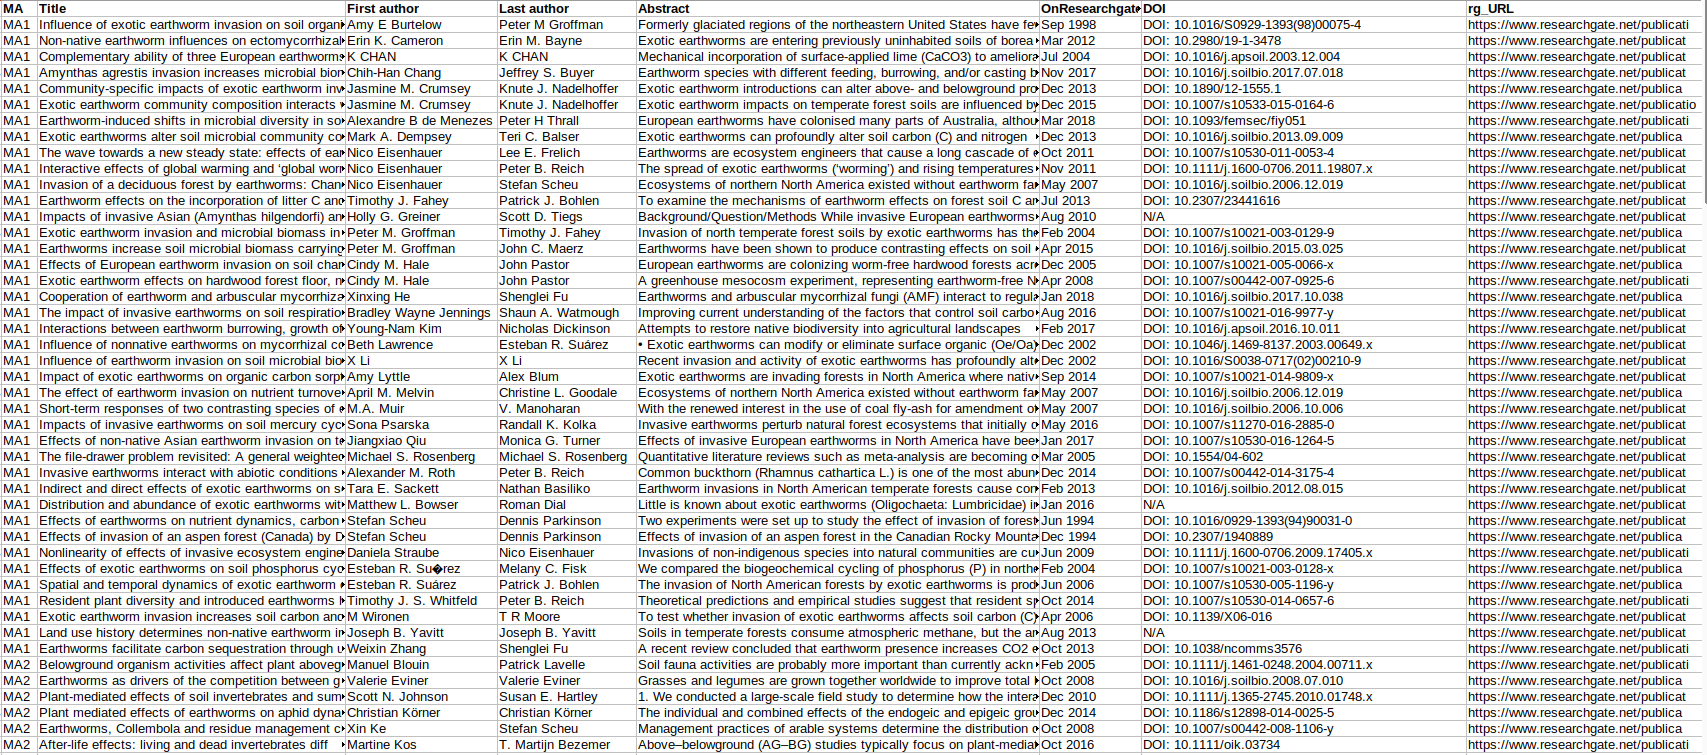 MA Title First author Last author Abstract OnResearchgate DOI rg_URL
MA1 Influence of exotic earthworm invasion on soil organi Amy E Burtelow Peter M Groffman Formerly glaciated regions of the northeastern United States have fe Sep 1998 DOI: 10.1016/S0929-1393(98)00075-4 https://www.researchgate.net/publicati
MA1 Non-native earthworm influences on ectomycorrhizal Erin K. Cameron Erin M. Bayne Exotic earthworms are entering previously uninhabited soils of borea Mar 2012 DOI: 10.2980/19-1-3478 https://www.researchgate.net/publicat
MA1 Complementary ability of three European earthworms K CHAN K CHAN Mechanical incorporation of surface-applied lime (CaCO3) to ameliora Jul 2004 DOI: 10.1016/j.apsoil.2003.12.004 https://www.researchgate.net/publicat
MA1 Amynthas agrestis invasion increases microbial bion Chih-Han Chang Jeffrey S. Buyer Earthworm species with different feeding, burrowing, and/or casting b Nov 2017 DOI: 10.1016/j.soilbio.2017.07.018 https://www.researchgate.net/publicat
MA1 Community-specific impacts of exotic earthworm inv Jasmine M. Crumsey Knute J. Nadelhoffer Exotic earthworm introductions can alter above- and belowground pro Dec 2013 DOI: 10.1890/12-1555.1 https://www.researchgate.net/publica
MA1 Exotic earthworm community composition interacts Jasmine M. Crumsey Knute J. Nadelhoffer Exotic earthworm impacts on temperate forest soils are influenced by Dec 2015 DOI: 10.1007/s10533-015-0164-6 https://www.researchgate.net/publicatio
MA1 Earthworm-induced shifts in microbial diversity in so Alexandre B de Menezes Peter H Thrall European earthworms have colonised many parts of Australia, althou Mar 2018 DOI: 10.1093/femsec/fiy051 https://www.researchgate.net/publicati
MA1 Exotic earthworms alter soil microbial community co Mark A. Dempsey Teri C. Balser Exotic earthworms can profoundly alter soil carbon (C) and nitrogen Dec 2013 DOI: 10.1016/j.soilbio.2013.09.009 https://www.researchgate.net/publicat
MA1 The wave towards a new steady state: effects of ear Nico Eisenhauer Lee E. Frelich Earthworms are ecosystem engineers that cause a long cascade of Oct 2011 DOI: 10.1007/s10530-011-0053-4 https://www.researchgate.net/publicat
MA1 Interactive effects of global warming and ‘global worr Nico Eisenhauer Peter B. Reich The spread of exotic earthworms (‘worming’) and rising temperatures Nov 2011 DOI: 10.1111/j.1600-0706.2011.19807.x https://www.researchgate.net/publicat
MA1 Invasion of a deciduous forest by earthworms: Chan Nico Eisenhauer Stefan Scheu Ecosystems of northern North America existed without earthworm fa May 2007 DOI: 10.1016/j.soilbio.2006.12.019 https://www.researchgate.net/publicat
MA1 Earthworm effects on the incorporation of litter C and Timothy J. Fahey Patrick J. Bohlen To examine the mechanisms of earthworm effects on forest soil C ar Jul 2013 DOI: 10.2307/23441616 https://www.researchgate.net/publicat
MA1 Impacts of invasive Asian (Amynthas hilgendorfi) an Holly G. Greiner Scott D. Tiegs Background/Question/Methods While invasive European earthworms Aug 2010 N/A https://www.researchgate.net/publicat
MA1 Exotic earthworm invasion and microbial biomass in Peter M. Groffman Timothy J. Fahey Invasion of north temperate forest soils by exotic earthworms has th Feb 2004 DOI: 10.1007/s10021-003-0129-9 https://www.researchgate.net/publicat
MA1 Earthworms increase soil microbial biomass carrying Peter M. Groffman John C. Maerz Earthworms have been shown to produce contrasting effects on soil Apr 2015 DOI: 10.1016/j.soilbio.2015.03.025 https://www.researchgate.net/publicat
MA1 Effects of European earthworm invasion on soil char Cindy M. Hale John Pastor European earthworms are colonizing worm-free hardwood forests acr Dec 2005 DOI: 10.1007/s10021-005-0066-x https://www.researchgate.net/publica
MA1 Exotic earthworm effects on hardwood forest floor, n Cindy M. Hale John Pastor A greenhouse mesocosm experiment, representing earthworm-free N Apr 2008 DOI: 10.1007/s00442-007-0925-6 https://www.researchgate.net/publicati
MA1 Cooperation of earthworm and arbuscular mycorrhiza Xinxing He Shenglei Fu Earthworms and arbuscular mycorrhizal fungi (AMF) interact to regula Jan 2018 DOI: 10.1016/j.soilbio.2017.10.038 https://www.researchgate.net/publica
MA1 The impact of invasive earthworms on soil respiratio Bradley Wayne Jennings Shaun A. Watmough Improving current understanding of the factors that control soil carbo Aug 2016 DOI: 10.1007/s10021-016-9977-y https://www.researchgate.net/publicat
MA1 Interactions between earthworm burrowing, growth of Young-Nam Kim Nicholas Dickinson Attempts to restore native biodiversity into agricultural landscapes Feb 2017 DOI: 10.1016/j.apsoil.2016.10.011 https://www.researchgate.net/publicat
MA1 Influence of nonnative earthworms on mycorrhizal co Beth Lawrence Esteban R. Suárez • Exotic earthworms can modify or eliminate surface organic (Oe/Oa) Dec 2002 DOI: 10.1046/j.1469-8137.2003.00649.x https://www.researchgate.net/publicat
MA1 Influence of earthworm invasion on soil microbial bio X Li X Li Recent invasion and activity of exotic earthworms has profoundly alt Dec 2002 DOI: 10.1016/S0038-0717(02)00210-9 https://www.researchgate.net/publicat
MA1 Impact of exotic earthworms on organic carbon sorp Amy Lyttle Alex Blum Exotic earthworms are invading forests in North America where nativ Sep 2014 DOI: 10.1007/s10021-014-9809-x https://www.researchgate.net/publicat
MA1 The effect of earthworm invasion on nutrient turnove April M. Melvin Christine L. Goodale Ecosystems of northern North America existed without earthworm fa May 2007 DOI: 10.1016/j.soilbio.2006.12.019 https://www.researchgate.net/publica
MA1 Short-term responses of two contrasting species of M.A. Muir V. Manoharan With the renewed interest in the use of coal fly-ash for amendment o May 2007 DOI: 10.1016/j.soilbio.2006.10.006 https://www.researchgate.net/publicat
MA1 Impacts of invasive earthworms on soil mercury cyc Sona Psarska Randall K. Kolka Invasive earthworms perturb natural forest ecosystems that initially May 2016 DOI: 10.1007/s11270-016-2885-0 https://www.researchgate.net/publicat
MA1 Effects of non-native Asian earthworm invasion on te Jiangxiao Qiu Monica G. Turner Effects of invasive European earthworms in North America have bee Jan 2017 DOI: 10.1007/s10530-016-1264-5 https://www.researchgate.net/publicat
MA1 The file-drawer problem revisited: A general weighted Michael S. Rosenberg Michael S. Rosenberg Quantitative literature reviews such as meta-analysis are becoming Mar 2005 DOI: 10.1554/04-602 https://www.researchgate.net/publicat
MA1 Invasive earthworms interact with abiotic conditions Alexander M. Roth Peter B. Reich Common buckthorn (Rhamnus cathartica L.) is one of the most abun Dec 2014 DOI: 10.1007/s00442-014-3175-4 https://www.researchgate.net/publicat
MA1 Indirect and direct effects of exotic earthworms on s Tara E. Sackett Nathan Basiliko Earthworm invasions in North American temperate forests cause con Feb 2013 DOI: 10.1016/j.soilbio.2012.08.015 https://www.researchgate.net/publicat
MA1 Distribution and abundance of exotic earthworms wit Matthew L. Bowser Roman Dial Little is known about exotic earthworms (Oligochaeta: Lumbricidae) i Jan 2016 N/A https://www.researchgate.net/publicat
MA1 Effects of earthworms on nutrient dynamics, carbon Stefan Scheu Dennis Parkinson Two experiments were set up to study the effect of invasion of forest Jun 1994 DOI: 10.1016/0929-1393(94)90031-0 https://www.researchgate.net/publicat
MA1 Effects of invasion of an aspen forest (Canada) by D Stefan Scheu Dennis Parkinson Effects of invasion of an aspen forest in the Canadian Rocky Mounta Dec 1994 DOI: 10.2307/1940889 https://www.researchgate.net/publica
MA1 Nonlinearity of effects of invasive ecosystem engine Daniela Straube Nico Eisenhauer Invasions of non-indigenous species into natural communities are cu Jun 2009 DOI: 10.1111/j.1600-0706.2009.17405.x https://www.researchgate.net/publicati
MA1 Effects of exotic earthworms on soil phosphorus cyc Esteban R. Su�rez Melany C. Fisk We compared the biogeochemical cycling of phosphorus (P) in north Feb 2004 DOI: 10.1007/s10021-003-0128-x https://www.researchgate.net/publica
MA1 Spatial and temporal dynamics of exotic earthworm Esteban R. Suárez Patrick J. Bohlen The invasion of North American forests by exotic earthworms is prod Jun 2006 DOI: 10.1007/s10530-005-1196-y https://www.researchgate.net/publica
MA1 Resident plant diversity and introduced earthworms Timothy J. S. Whitfeld Peter B. Reich Theoretical predictions and empirical studies suggest that resident sp Oct 2014 DOI: 10.1007/s10530-014-0657-6 https://www.researchgate.net/publicati
MA1 Exotic earthworm invasion increases soil carbon and M Wironen T R Moore To test whether invasion of exotic earthworms affects soil carbon (C) Apr 2006 DOI: 10.1139/X06-016 https://www.researchgate.net/publicat
MA1 Land use history determines non-native earthworm i Joseph B. Yavitt Joseph B. Yavitt Soils in temperate forests consume atmospheric methane, but the ar Aug 2013 N/A https://www.researchgate.net/publicati
MA1 Earthworms facilitate carbon sequestration through u Weixin Zhang Shenglei Fu A recent review concluded that earthworm presence increases CO2 e Oct 2013 DOI: 10.1038/ncomms3576 https://www.researchgate.net/publicati
MA2 Belowground organism activities affect plant aboveg Manuel Blouin Patrick Lavelle Soil fauna activities are probably more important than currently ackn Feb 2005 DOI: 10.1111/j.1461-0248.2004.00711.x https://www.researchgate.net/publicat
MA2 Earthworms as drivers of the competition between g Valerie Eviner Valerie Eviner Grasses and legumes are grown together worldwide to improve total Oct 2008 DOI: 10.1016/j.soilbio.2008.07.010 https://www.researchgate.net/publicat
MA2 Plant-mediated effects of soil invertebrates and sum Scott N. Johnson Susan E. Hartley 1. We conducted a large-scale field study to determine how the inter Dec 2010 DOI: 10.1111/j.1365-2745.2010.01748.x https://www.researchgate.net/publicat
MA2 Plant mediated effects of earthworms on aphid dyna Christian Körner Christian Körner The individual and combined effects of the endogeic and epigeic grou Dec 2014 DOI: 10.1186/s12898-014-0025-5 https://www.researchgate.net/publicat
MA2 Earthworms, Collembola and residue management c Xin Ke Stefan Scheu Management practices of arable systems determine the distribution Oct 2008 DOI: 10.1007/s00442-008-1106-y https://www.researchgate.net/publicat
MA2 After-life effects: living and dead invertebrates diff Martine Kos T. Martijn Bezemer Above–belowground (AG–BG) studies typically focus on plant-media Oct 2016 DOI: 10.1111/oik.03734 https://www.researchgate.net/publicati